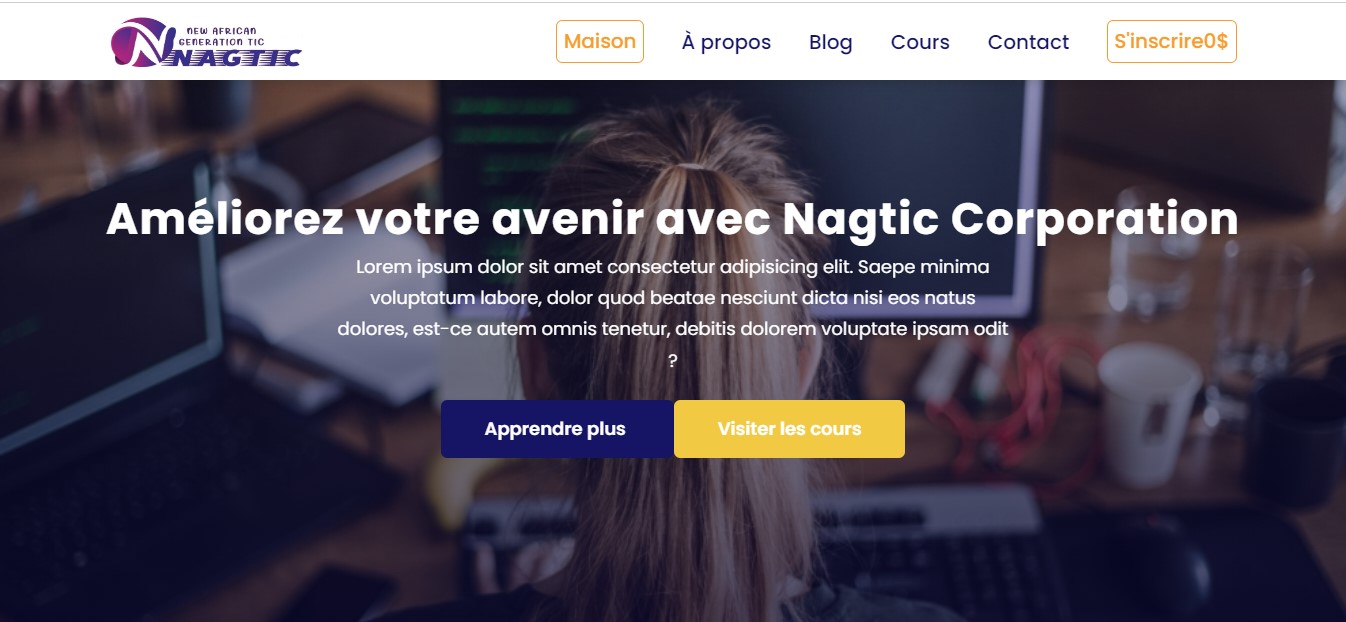 NEW AFRICAN
GENERATION TIC
NAGTIC
Maison
À propos
Blog
Cours
Contact
S'inscrire0$
Améliorez votre avenir avec Nagtic Corporation
Lorem ipsum dolor sit amet consectetur adipisicing elit. Saepe minima
voluptatum labore, dolor quod beatae nesciunt dicta nisi eos natus
dolores, est-ce autem omnis tenetur, debitis dolorem voluptate ipsam odit
?
Apprendre plus
Visiter les cours